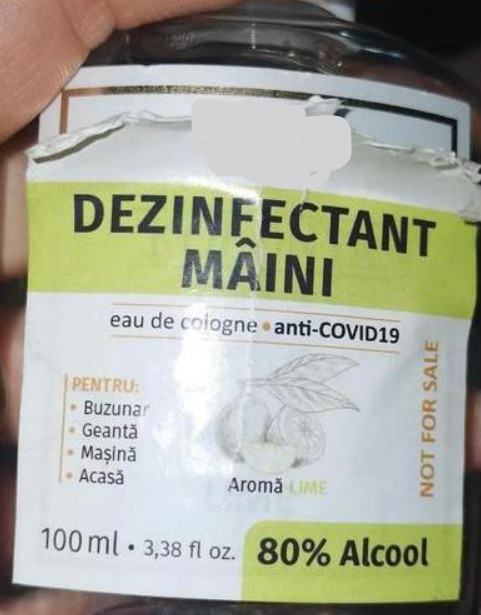 DEZINFECTANT
MÂINI
eau de cologne • anti-COVID19
PENTRU:
• Buzunar
• Geantă
• Mașină
• Acasă
Aromă LIME
NOT FOR SALE
100 ml • 3,38 fl oz.
80% Alcool